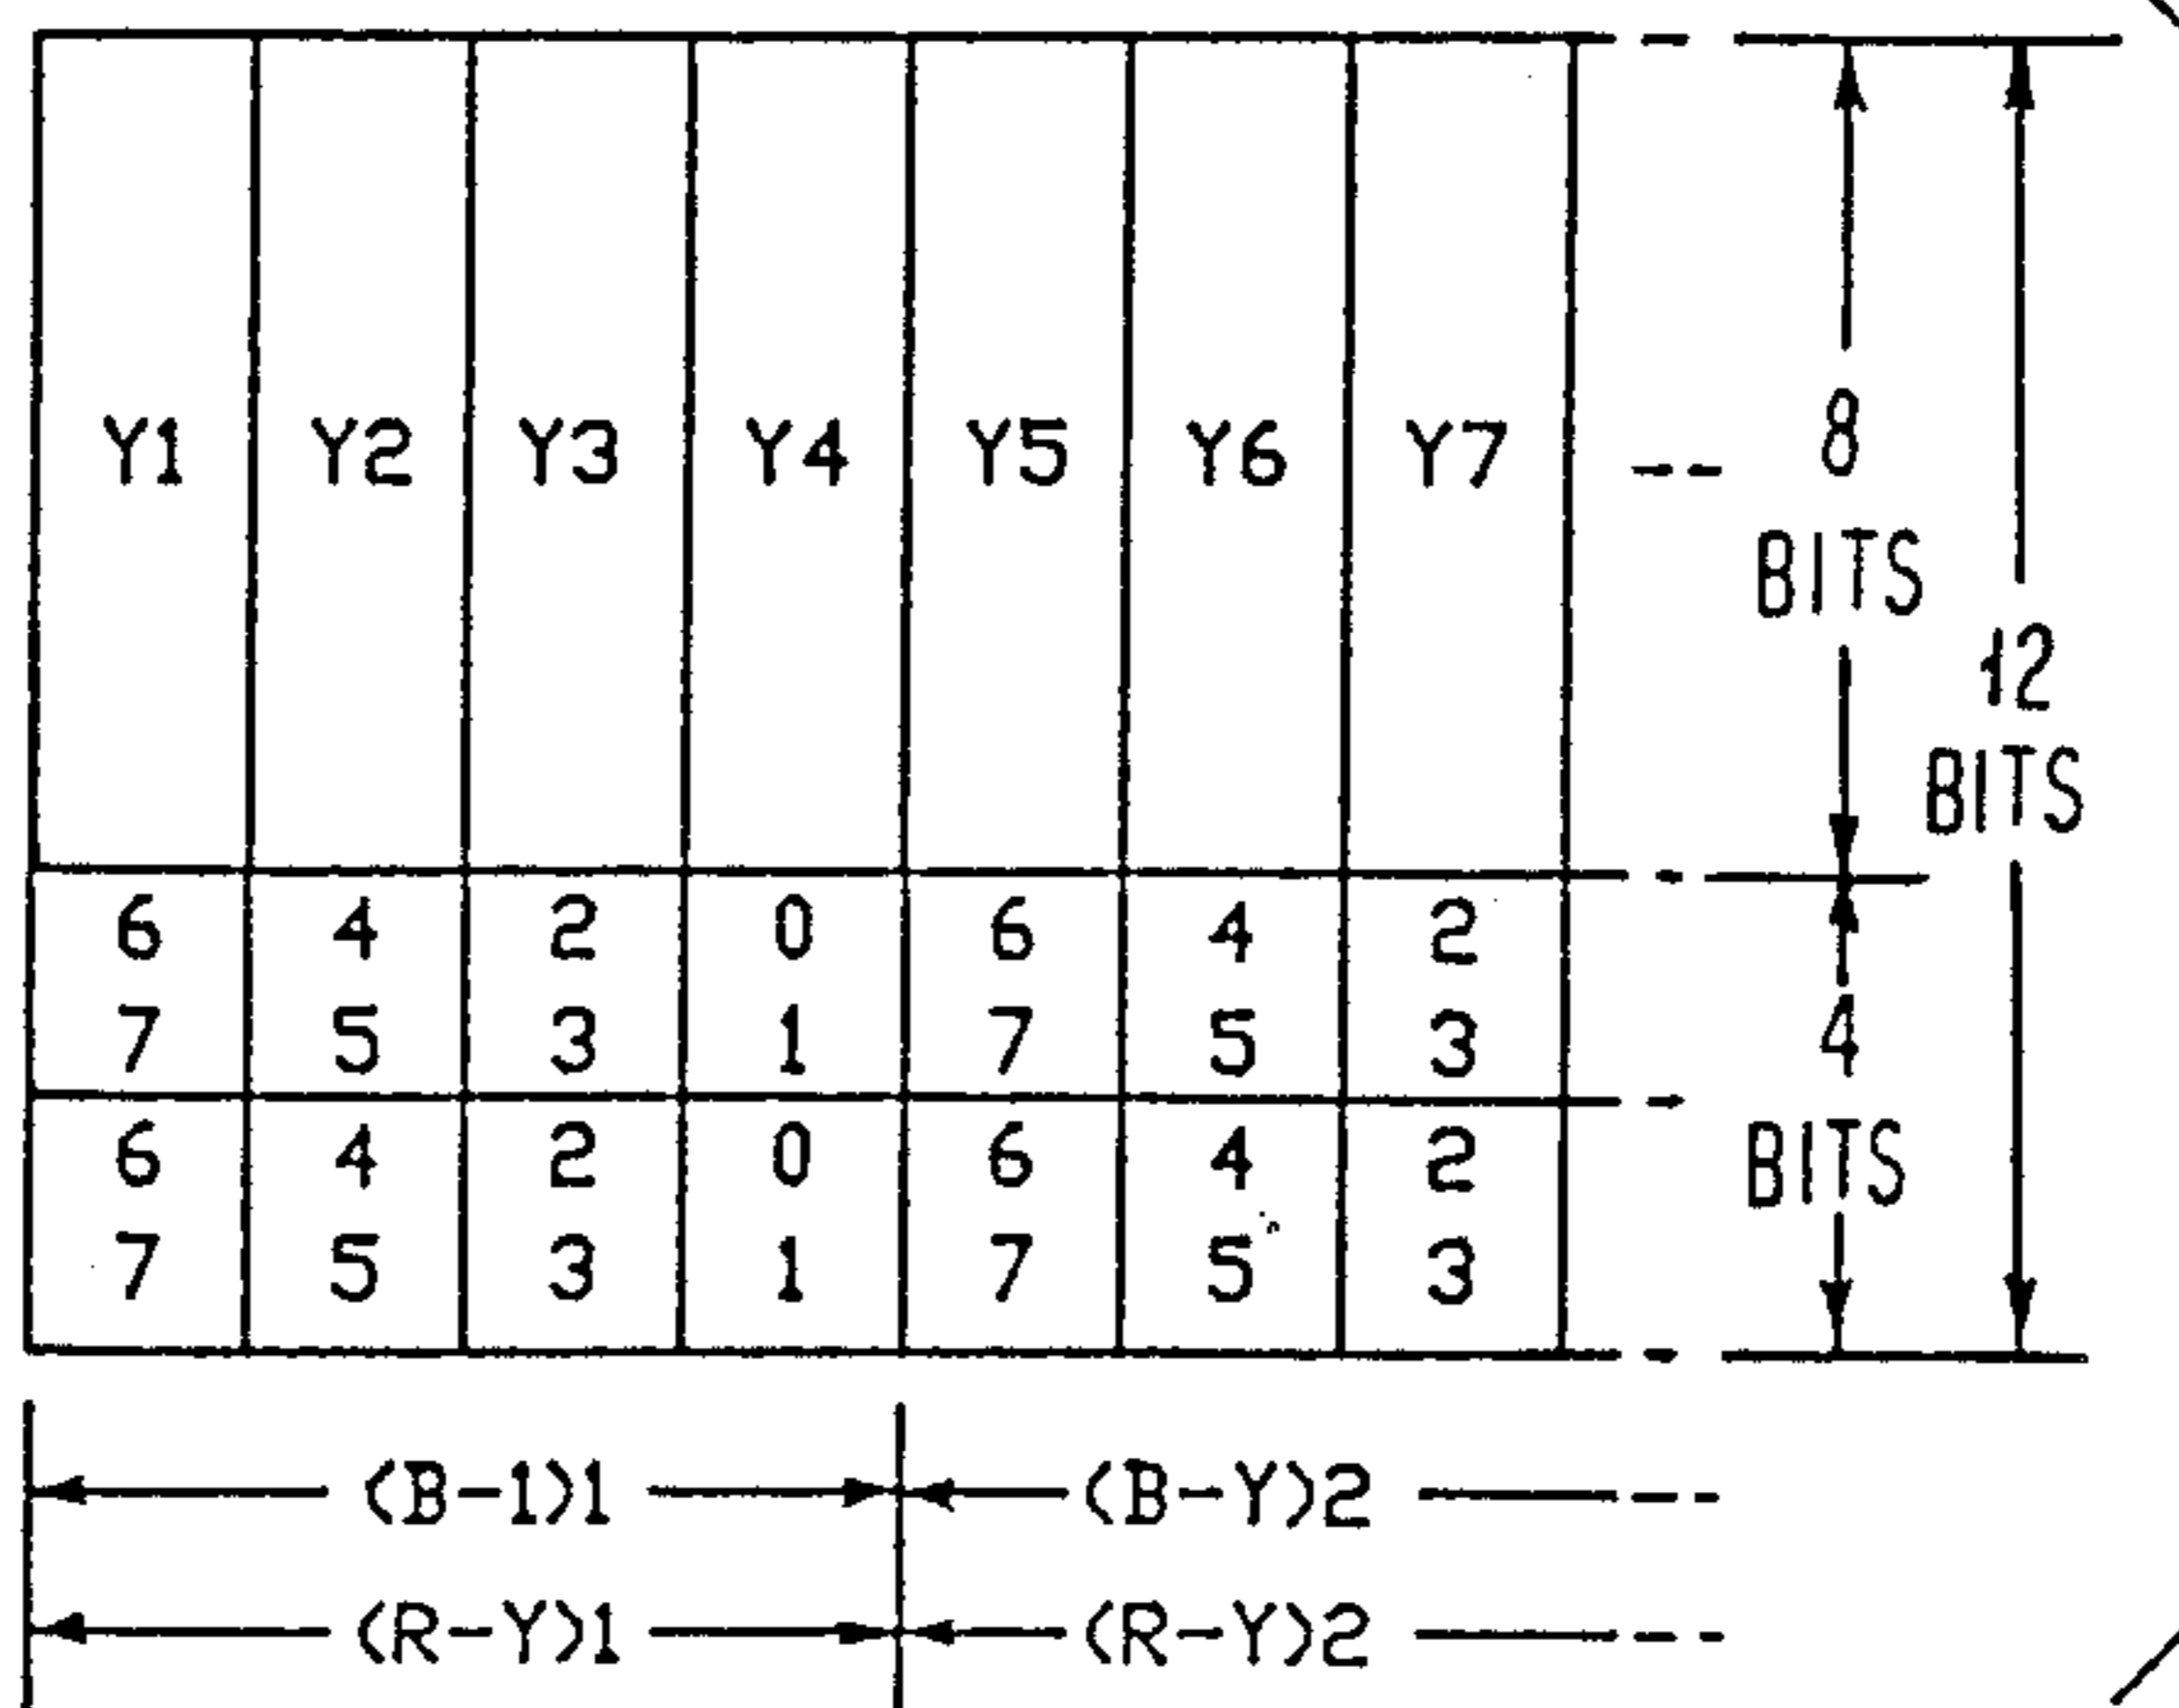 Y1 Y2 Y3 Y4 Y5 Y6 Y7 -- 8
BITS
12
BITS
6 4 2 0 6 4 2
7 5 3 1 7 5 3 4
6 4 2 0 6 4 2 BITS
7 5 3 1 7 5 3
(B-1)1 (B-Y)2
(R-Y)1 (R-Y)2